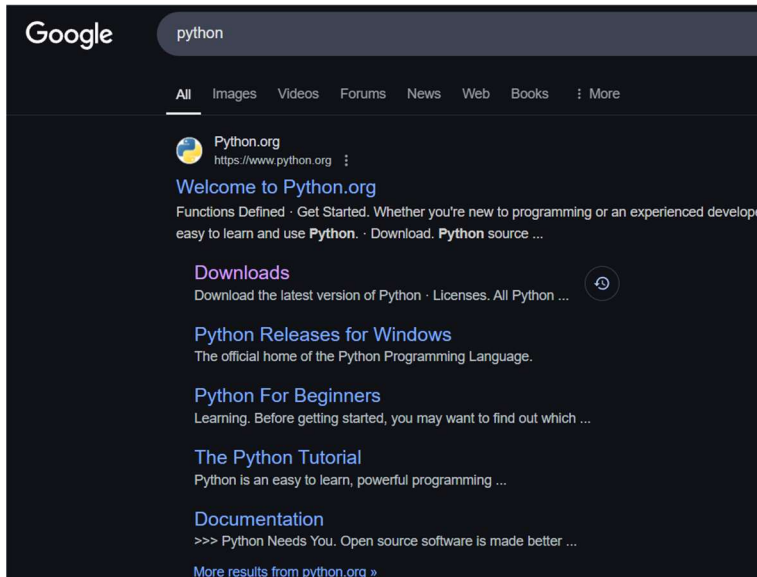 Google
python
All Images Videos Forums News Web Books More
Python.org
https://www.python.org
Welcome to Python.org
Functions Defined · Get Started. Whether you're new to programming or an experienced develope
easy to learn and use Python. · Download. Python source ...
Downloads
Download the latest version of Python · Licenses. All Python ...
Python Releases for Windows
The official home of the Python Programming Language.
Python For Beginners
Learning. Before getting started, you may want to find out which ...
The Python Tutorial
Python is an easy to learn, powerful programming ...
Documentation
>>> Python Needs You. Open source software is made better ...
More results from python.org »